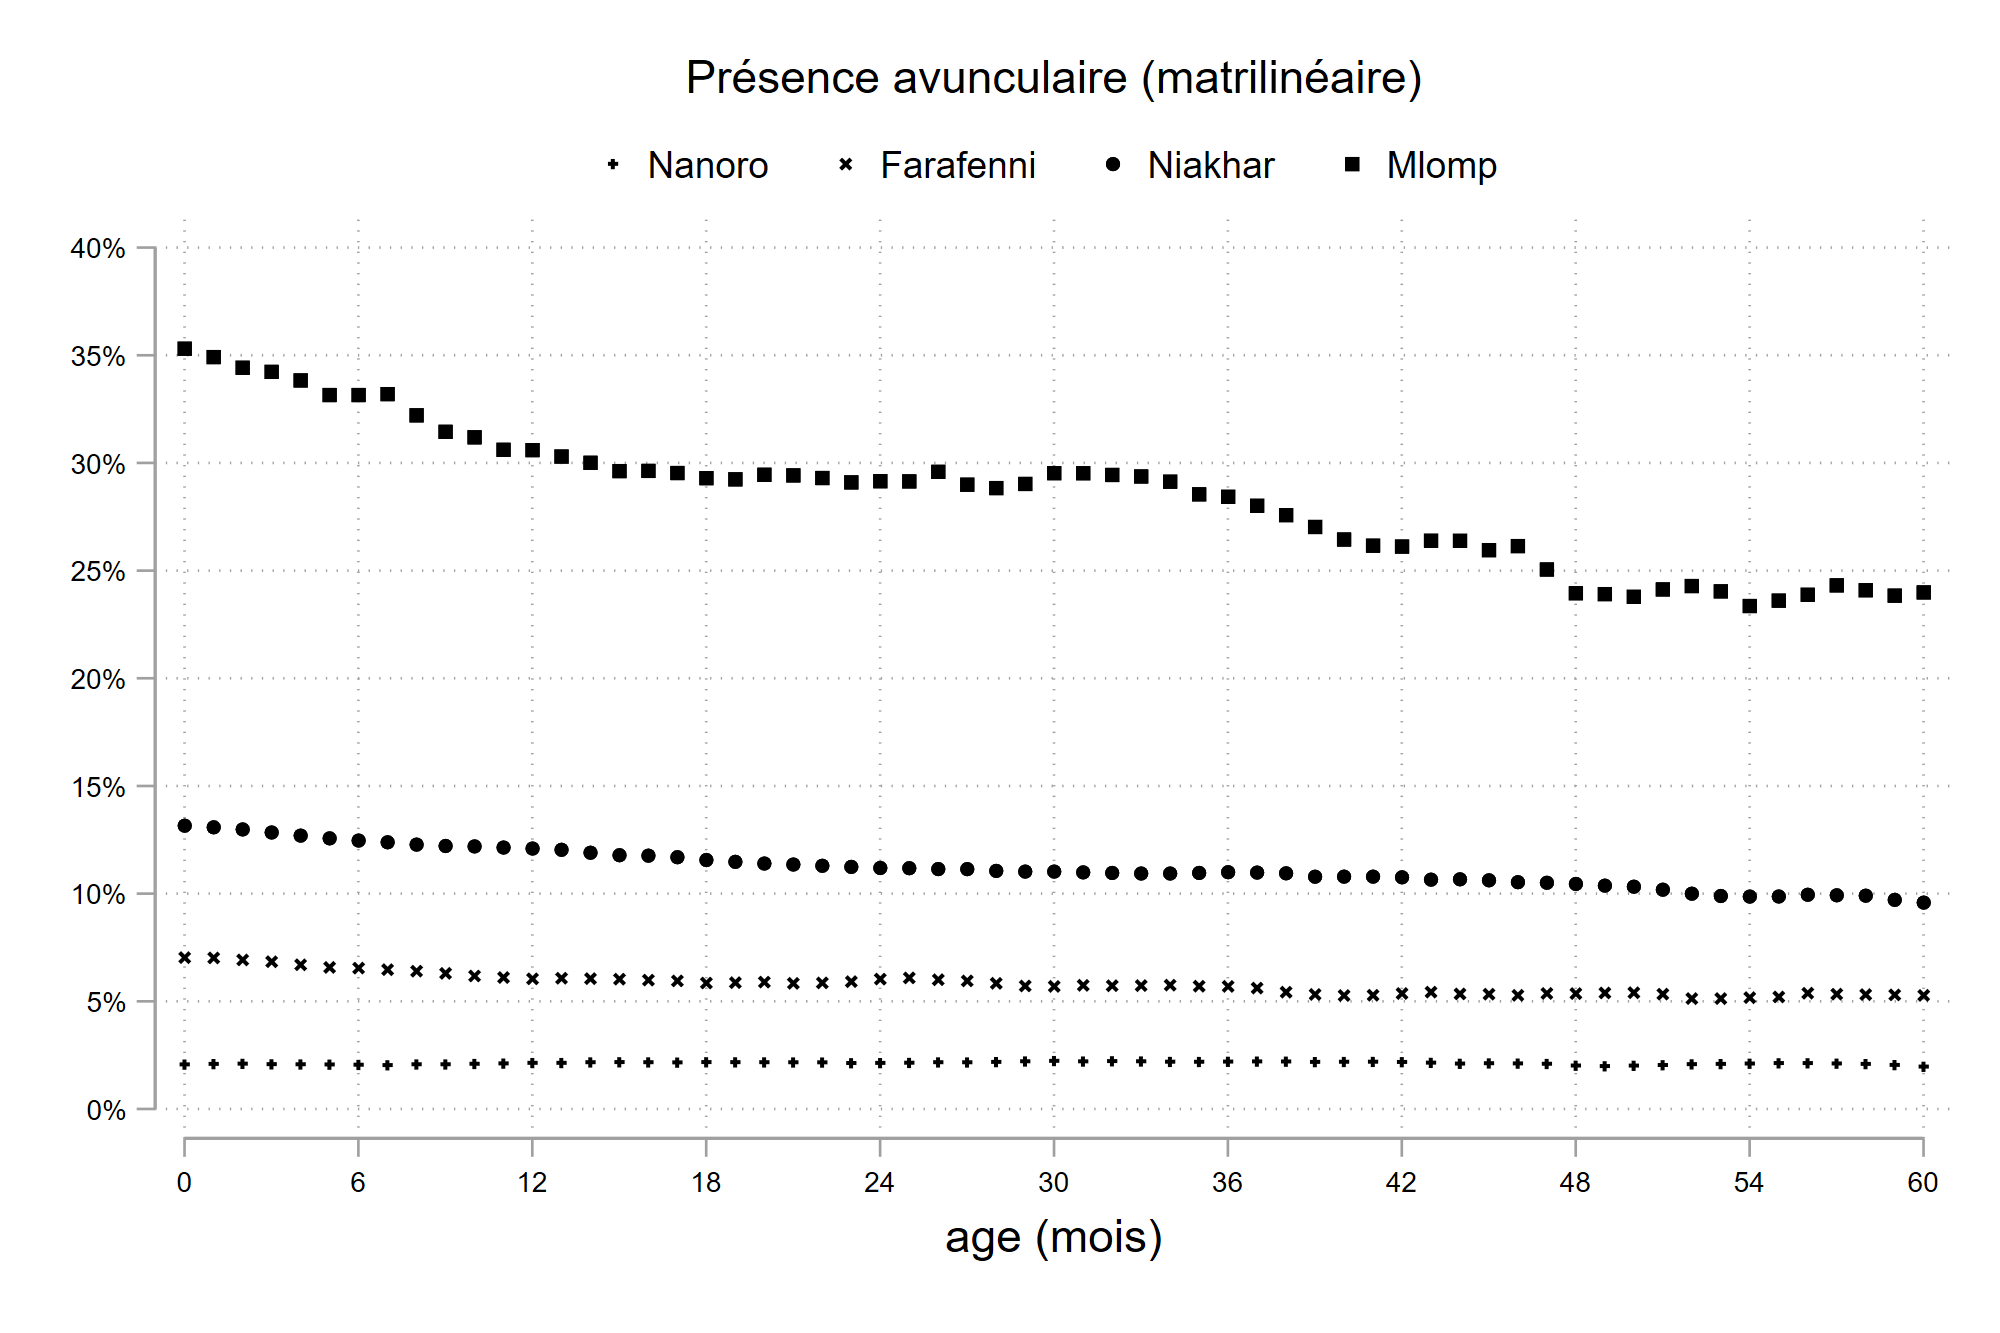 Présence avunculaire (matrilinéaire)
Nanoro Farafenni Niakhar Mlomp
40%
35%
30%
25%
20%
15%
10%
5%
0%
0 6 12 18 24 30 36 42 48 54 60
age (mois)